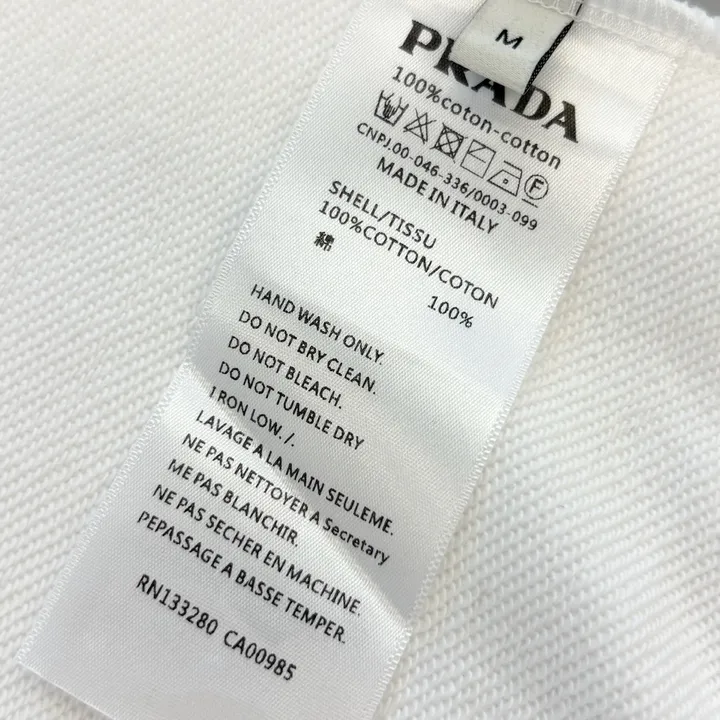 M
PRADA
100%coton-cotton
F
CNPJ.00-046-336/0003-099
MADE IN ITALY
SHELL/TISSU
100%COTTON/COTON
綿
100%
HAND WASH ONLY.
DO NOT BRY CLEAN.
DO NOT BLEACH.
DO NOT TUMBLE DRY
I RON LOW. /.
LAVAGE A LA MAIN SEULEME.
NE PAS NETTOYER A Secretary
ME PAS BLANCHIR.
NE PAS SECHER EN MACHINE.
PEPASSAGE A BASSE TEMPER.
RN133280 CA00985